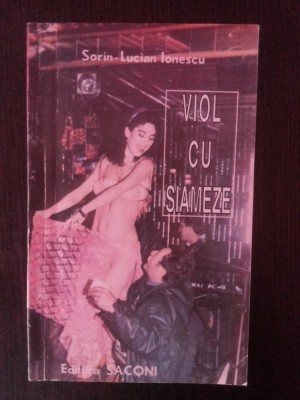 Sorin-Lucian Ionescu
VIOL
CU
SIAMEZE
Editura SACONI